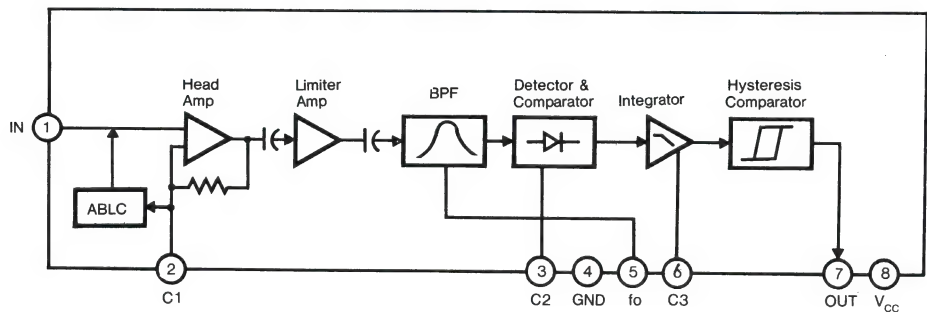 Head
Amp
Limiter
Amp
BPF
Detector &
Comparator
Integrator
Hysteresis
Comparator
IN
1
ABLC
2
3
4
5
6
7
8
C1
C2
GND
fo
C3
OUT
VCC